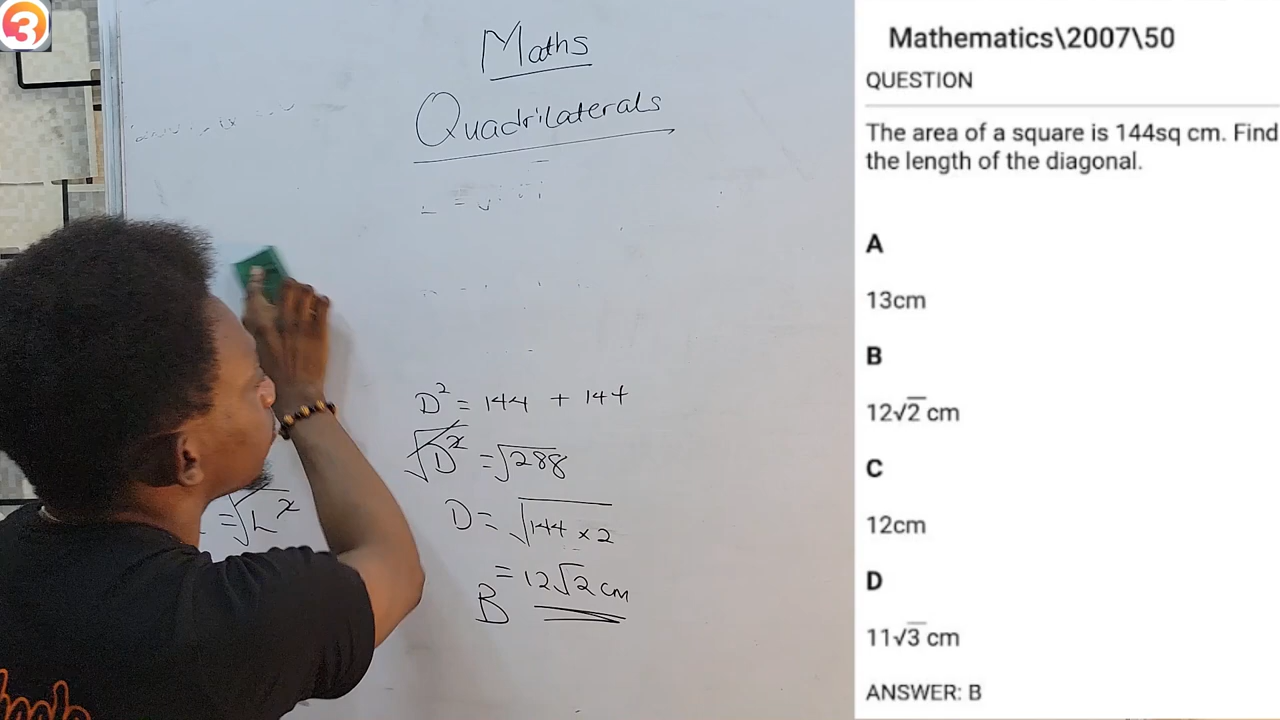 3
Maths
Quadrilaterals
D² = 144 + 144
√D² = √288
D = √144 × 2
= √L²
= 12√2 cm
B
Mathematics\2007\50
QUESTION
The area of a square is 144sq cm. Find
the length of the diagonal.
A
13cm
B
12√2 cm
C
12cm
D
11√3 cm
ANSWER: B